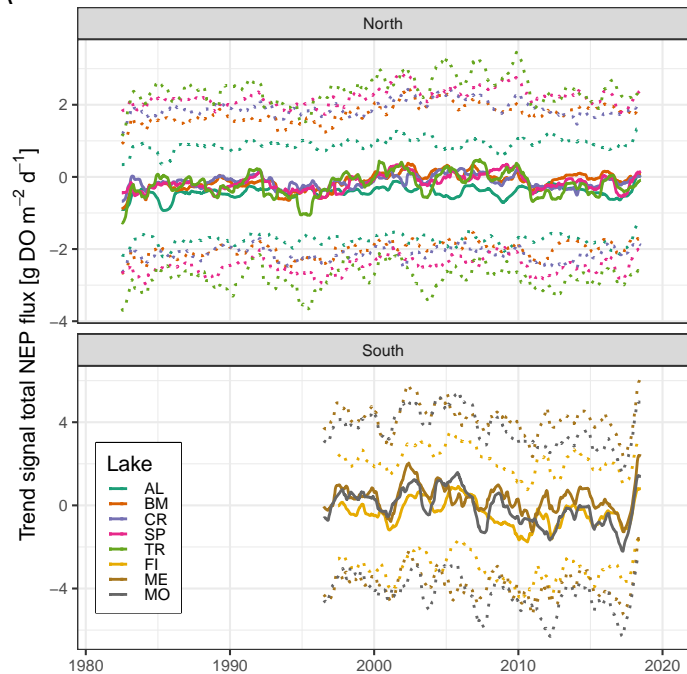 North
2
0
−2
−4
South
4
0
−4
Trend signal total NEP flux [g DO m⁻² d⁻¹]
Lake
AL
BM
CR
SP
TR
FI
ME
MO
1980 1990 2000 2010 2020